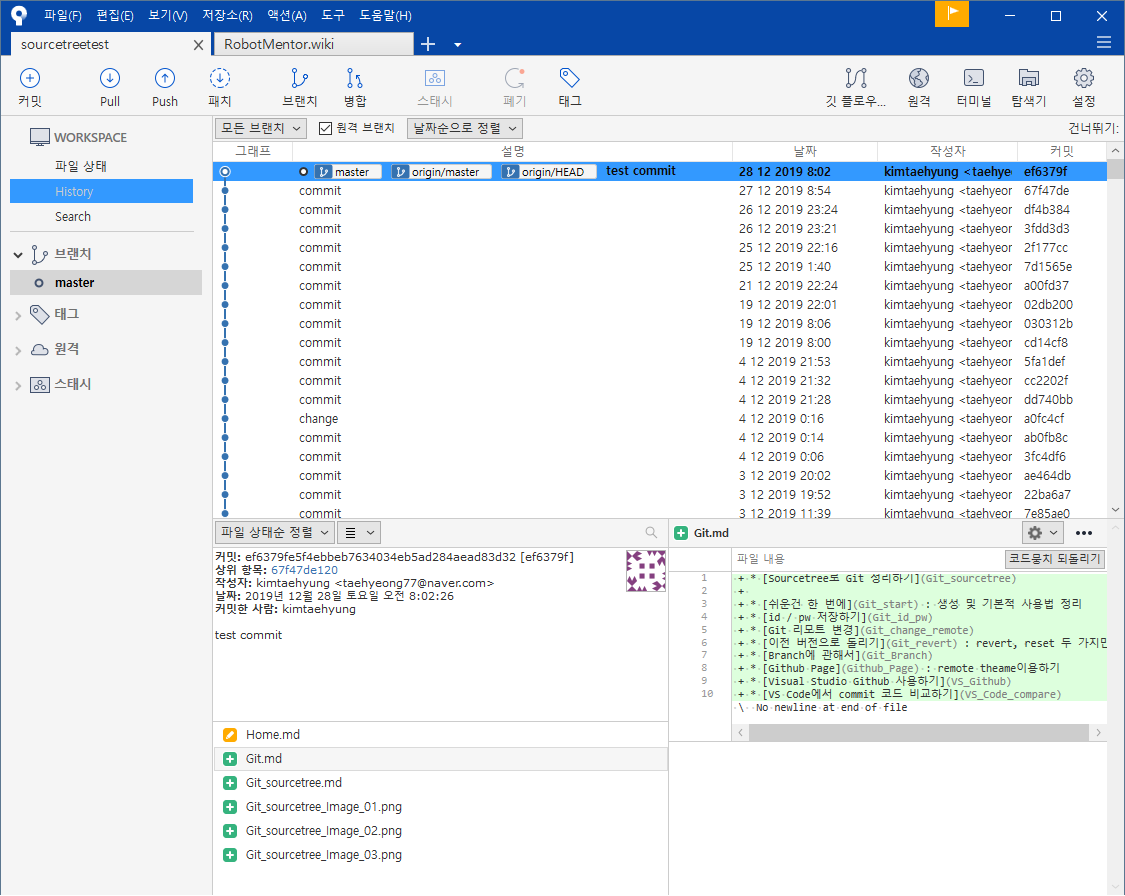 파일(F) 편집(E) 보기(V) 저장소(R) 액션(A) 도구 도움말(H)
sourcetreetest
RobotMentor.wiki
커밋 Pull Push 패치 브랜치 병합 스태시 폐기 태그 깃 플로우... 원격 터미널 탐색기 설정
WORKSPACE
파일 상태
History
Search
브랜치
master
태그
원격
스태시
모든 브랜치 원격 브랜치 날짜순으로 정렬 건너뛰기:
그래프 설명 날짜 작성자 커밋
master origin/master origin/HEAD test commit 28 12 2019 8:02 kimtaehyung <taehye ef6379f
commit 27 12 2019 8:54 kimtaehyung <taehyeor 67f47de
commit 26 12 2019 23:24 kimtaehyung <taehyeor df4b384
commit 26 12 2019 23:21 kimtaehyung <taehyeor 3fdd3d3
commit 25 12 2019 22:16 kimtaehyung <taehyeor 2f177cc
commit 25 12 2019 1:40 kimtaehyung <taehyeor 7d1565e
commit 21 12 2019 22:24 kimtaehyung <taehyeor a00fd37
commit 19 12 2019 22:01 kimtaehyung <taehyeor 02db200
commit 19 12 2019 8:06 kimtaehyung <taehyeor 030312b
commit 19 12 2019 8:00 kimtaehyung <taehyeor cd14cf8
commit 4 12 2019 21:53 kimtaehyung <taehyeor 5fa1def
commit 4 12 2019 21:32 kimtaehyung <taehyeor cc2202f
commit 4 12 2019 21:28 kimtaehyung <taehyeor dd740bb
change 4 12 2019 0:16 kimtaehyung <taehyeor a0fc4cf
commit 4 12 2019 0:14 kimtaehyung <taehyeor ab0fb8c
commit 4 12 2019 0:06 kimtaehyung <taehyeor 3fc4df6
commit 3 12 2019 20:02 kimtaehyung <taehyeor ae464db
commit 3 12 2019 19:52 kimtaehyung <taehyeor 22ba6a7
commit 3 12 2019 11:39 kimtaehyung <taehyeor 7e85ae0
파일 상태순 정렬
커밋: ef6379fe5f4ebbeb7634034eb5ad284aead83d32 [ef6379f]
상위 항목: 67f47de120
작성자: kimtaehyung <taehyeong77@naver.com>
날짜: 2019년 12월 28일 토요일 오전 8:02:26
커밋한 사람: kimtaehyung
test commit
Home.md
Git.md
Git_sourcetree.md
Git_sourcetree_Image_01.png
Git_sourcetree_Image_02.png
Git_sourcetree_Image_03.png
Git.md
파일 내용 코드뭉치 되돌리기
1 + * [Sourcetree로 Git 정리하기](Git_sourcetree)
2 +
3 + * [쉬운건 한 번에](Git_start) : 생성 및 기본적 사용법 정리
4 + * [id / pw 저장하기](Git_id_pw)
5 + * [Git 리모트 변경](Git_change_remote)
6 + * [이전 버전으로 돌리기](Git_revert) : revert, reset 두 가지만
7 + * [Branch에 관해서](Git_Branch)
8 + * [Github Page](Github_Page) : remote theame이용하기
9 + * [Visual Studio Github 사용하기](VS_Github)
10 + * [VS Code에서 commit 코드 비교하기](VS_Code_compare)
\ No newline at end of file